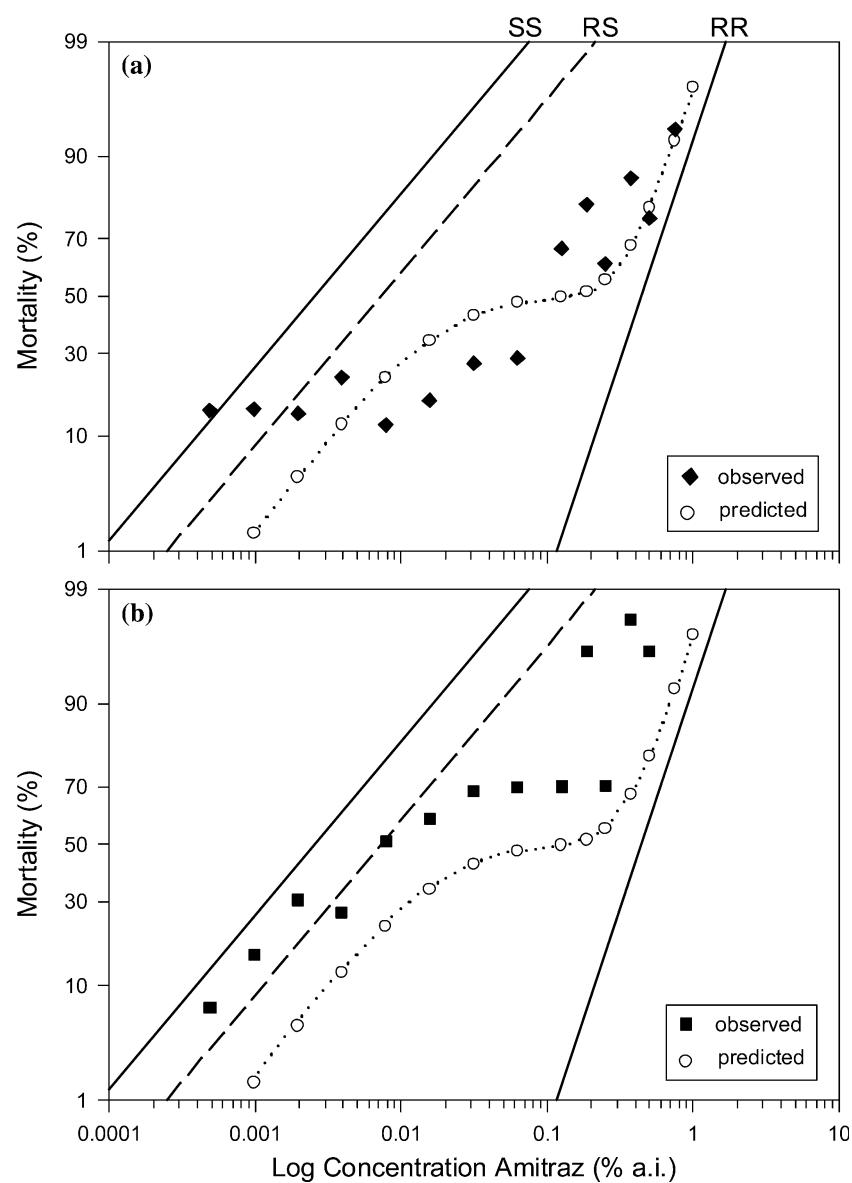 SS RS RR
99
(a)
90
70
50
30
10
1
Mortality (%)
observed
predicted
99
(b)
90
70
50
30
10
1
Mortality (%)
observed
predicted
0.0001 0.001 0.01 0.1 1 10
Log Concentration Amitraz (% a.i.)